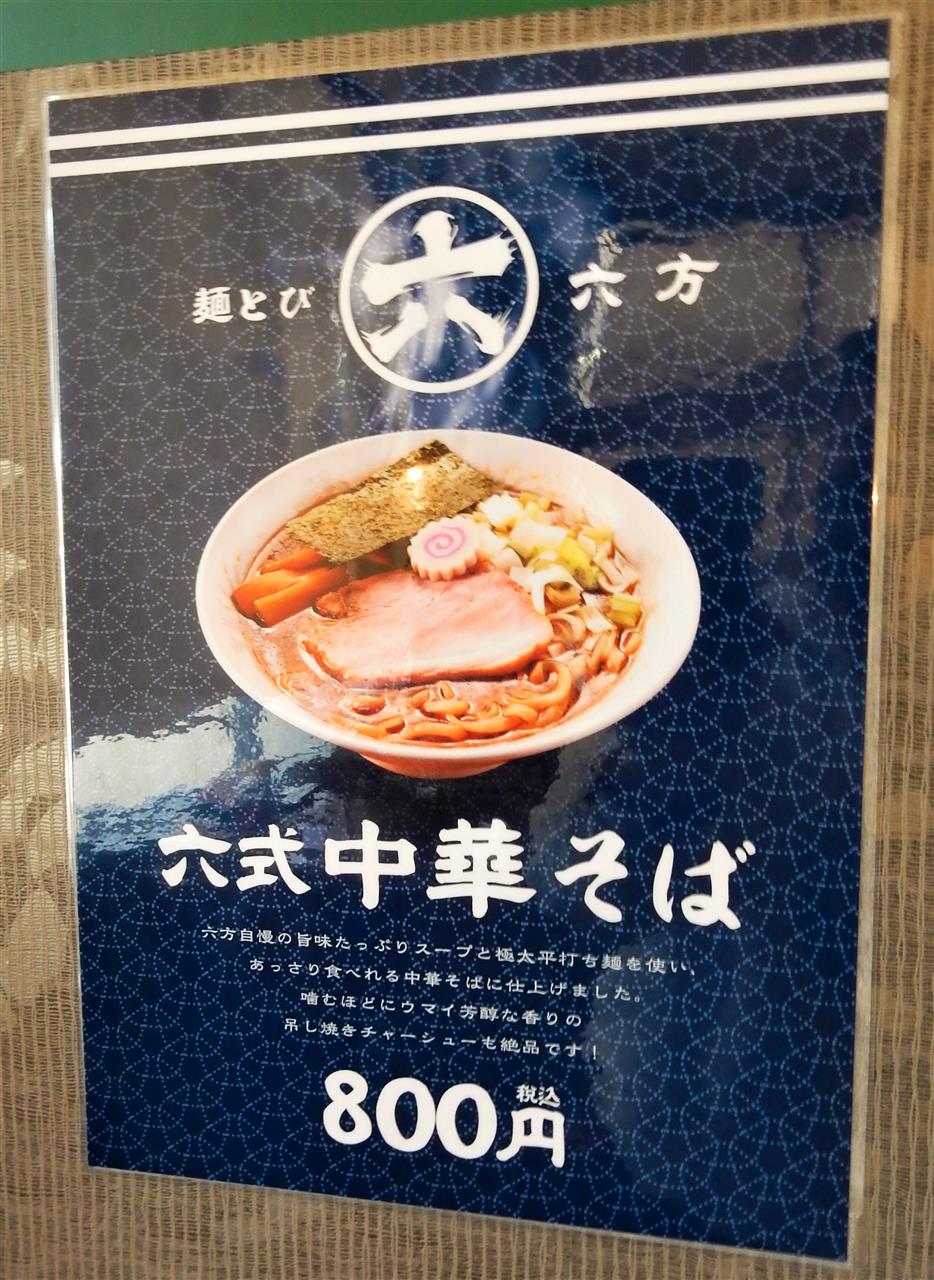 麺とび 六 六方
六式中華そば
六方自慢の旨味たっぷりスープと極太平打ち麺を使い、
あっさり食べれる中華そばに仕上げました。
噛むほどにウマイ芳醇な香りの
吊し焼きチャーシューも絶品です！
800円 税込